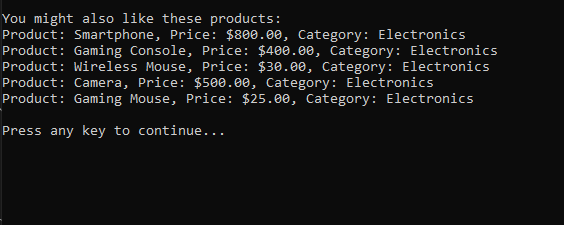 You might also like these products:
Product: Smartphone, Price: $800.00, Category: Electronics
Product: Gaming Console, Price: $400.00, Category: Electronics
Product: Wireless Mouse, Price: $30.00, Category: Electronics
Product: Camera, Price: $500.00, Category: Electronics
Product: Gaming Mouse, Price: $25.00, Category: Electronics
Press any key to continue...